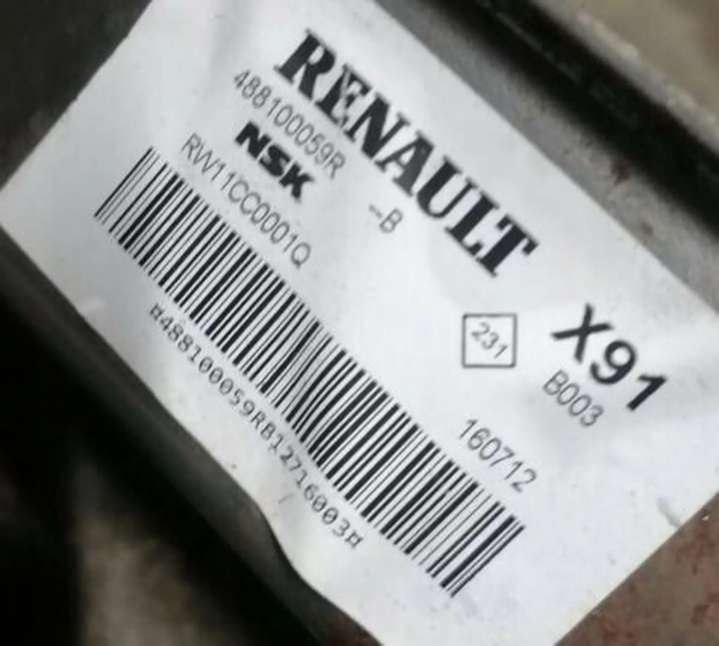 RENAULT
488100059R -B
NSK
RW11CC0001Q
231
X91
B003
160712
¤488100059RB12716003¤